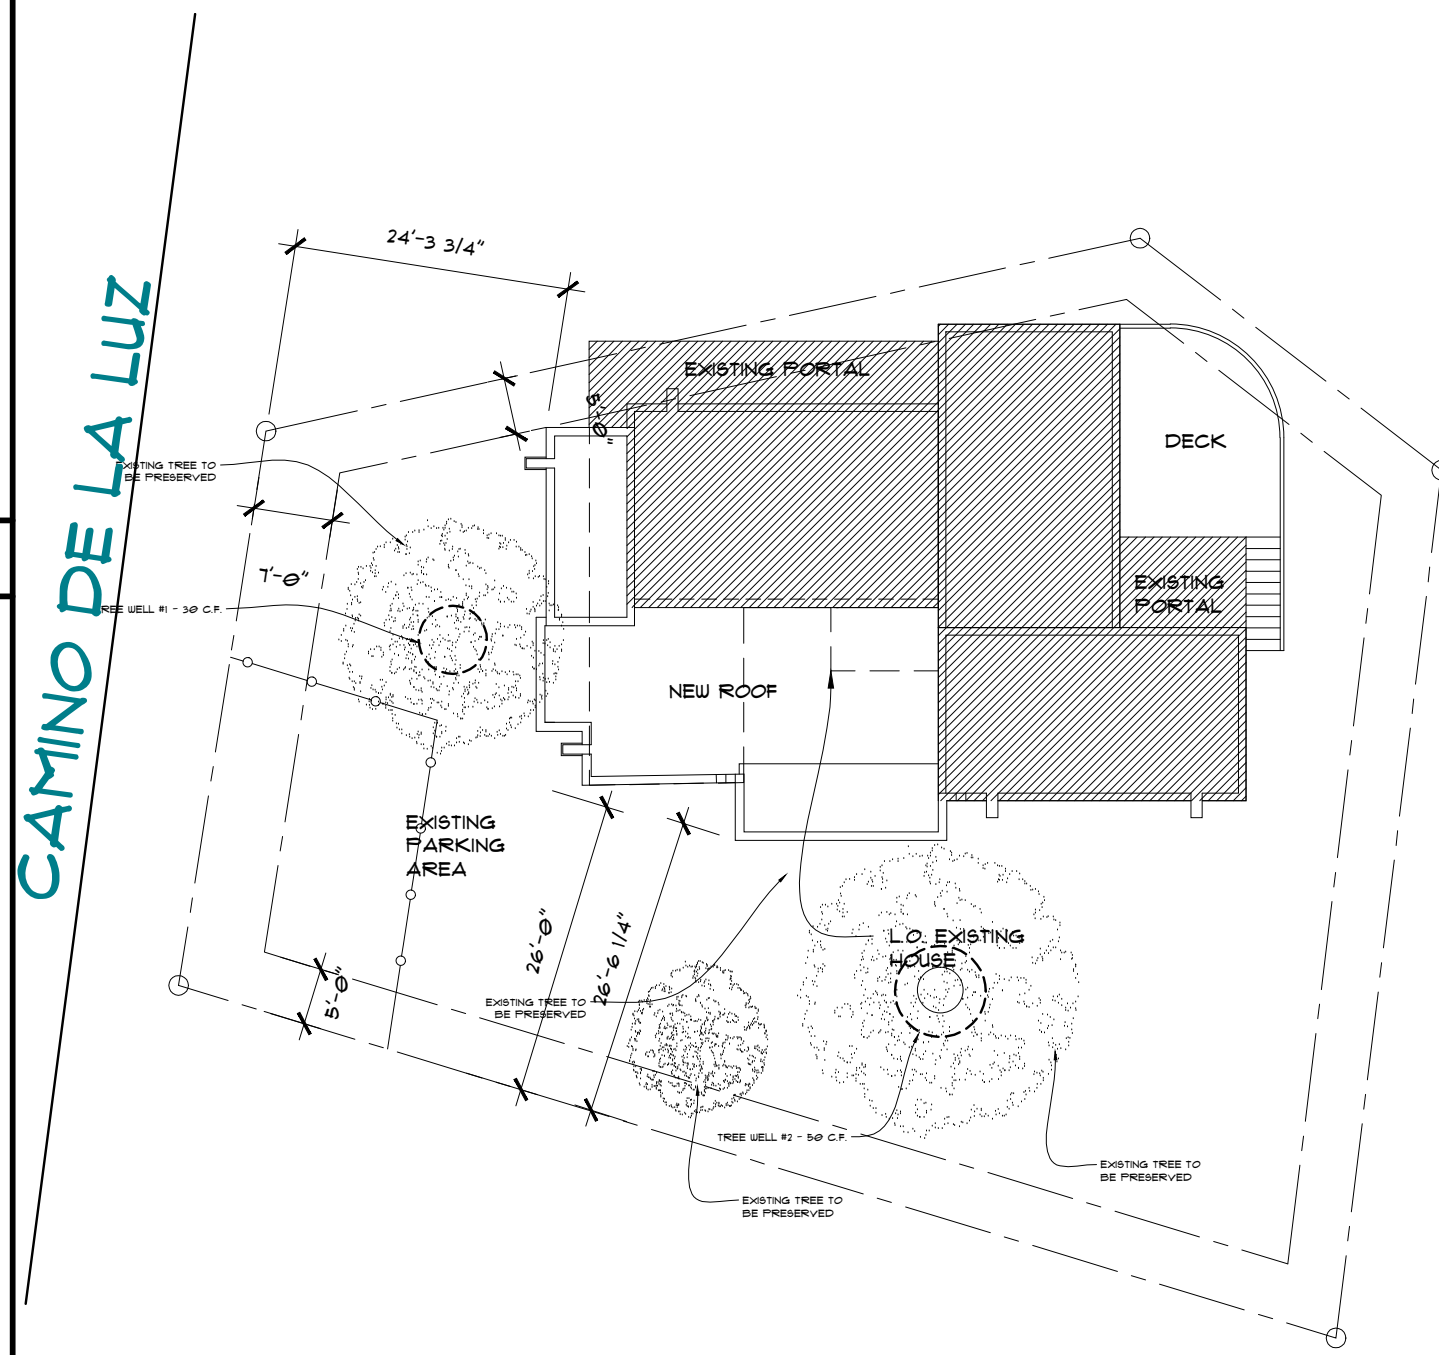 24'-3 3/4"
EXISTING PORTAL
5'-0"
DECK
EXISTING TREE TO
BE PRESERVED
CAMINO DE LA LUZ
7'-0"
TREE WELL #1 - 30 C.F.
EXISTING
PORTAL
NEW ROOF
EXISTING
PARKING
AREA
26'-0"
26'-6 1/4"
L.O. EXISTING
HOUSE
5'-0"
EXISTING TREE TO
BE PRESERVED
TREE WELL #2 - 50 C.F.
EXISTING TREE TO
BE PRESERVED
EXISTING TREE TO
BE PRESERVED